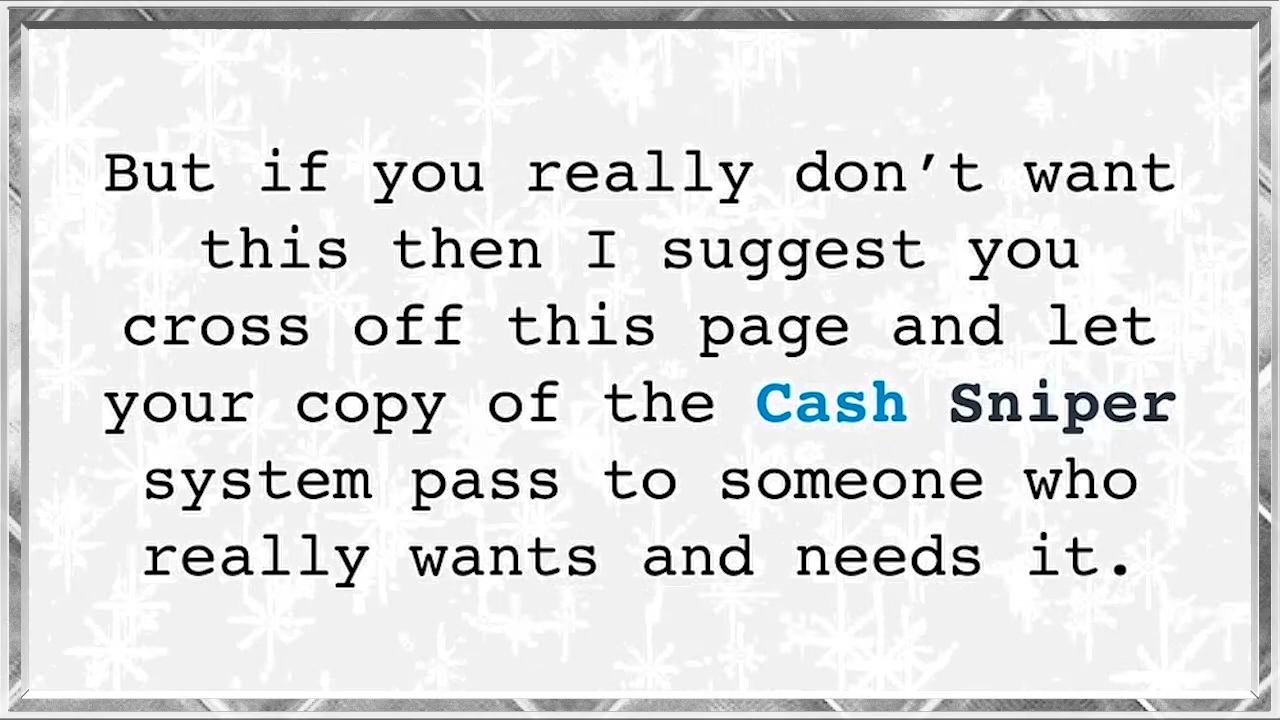 But if you really don’t want
this then I suggest you
cross off this page and let
your copy of the Cash Sniper
system pass to someone who
really wants and needs it.